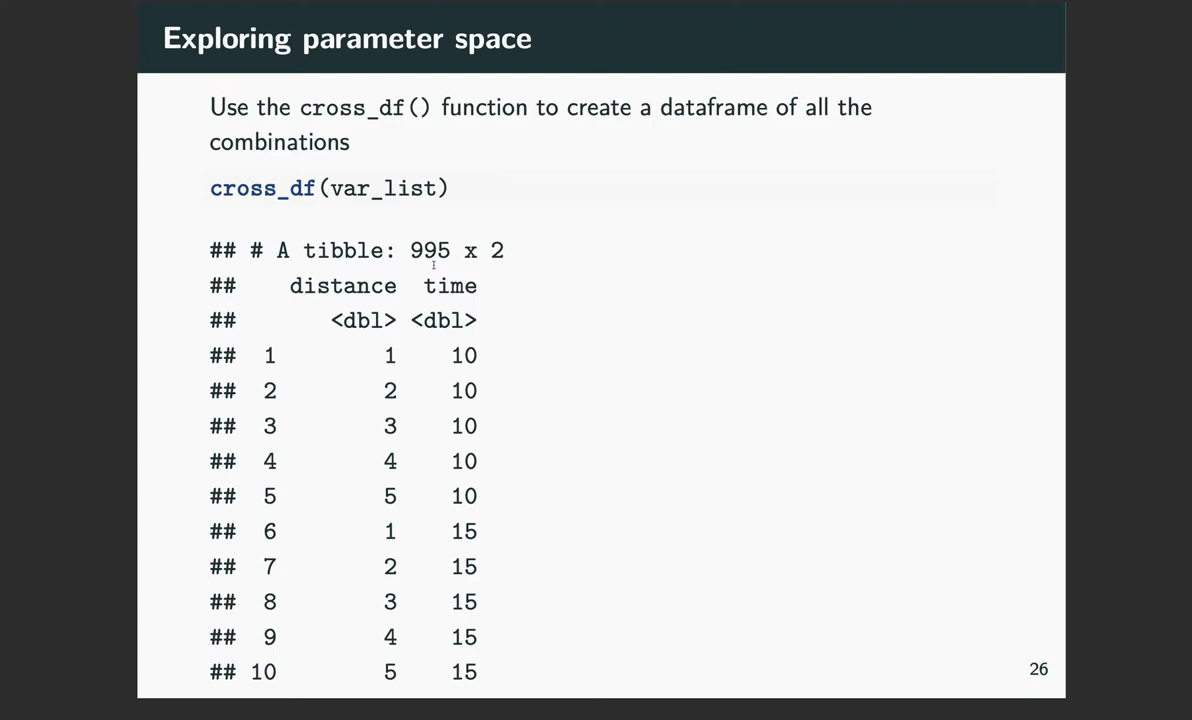 Exploring parameter space
Use the cross_df() function to create a dataframe of all the
combinations
cross_df(var_list)
## # A tibble: 995 x 2
##    distance  time
##       <dbl> <dbl>
##  1        1    10
##  2        2    10
##  3        3    10
##  4        4    10
##  5        5    10
##  6        1    15
##  7        2    15
##  8        3    15
##  9        4    15
## 10        5    15
26